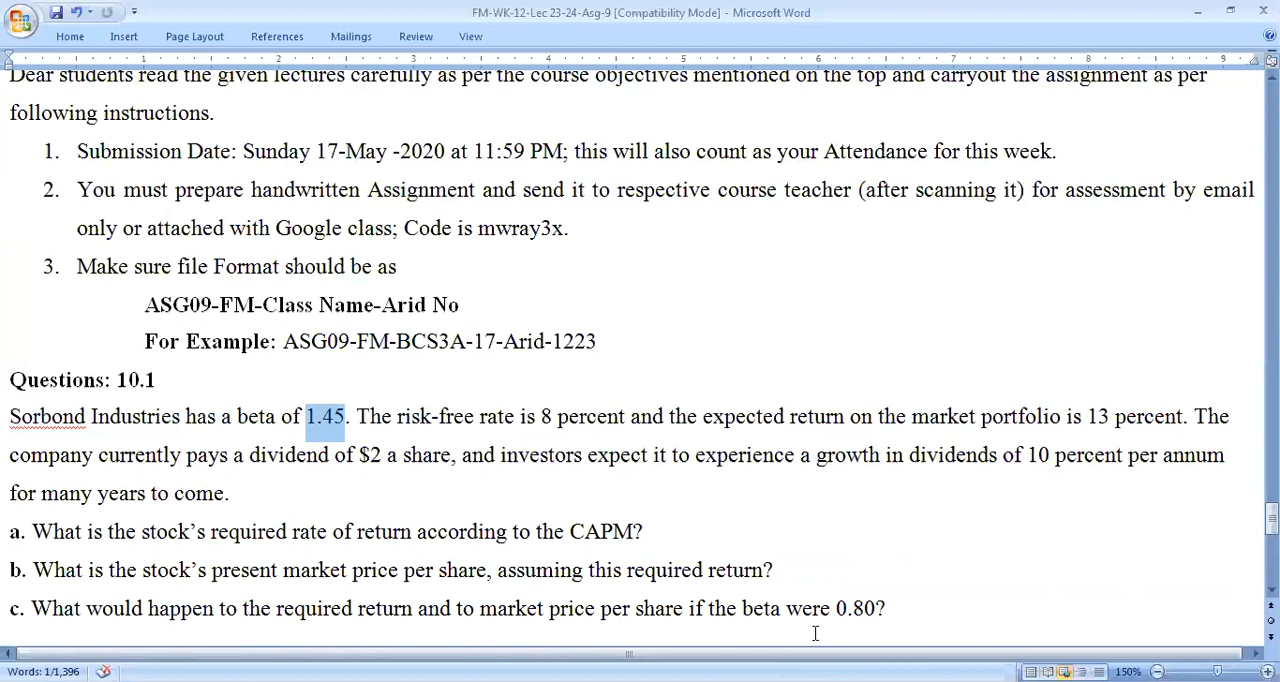 FM-WK-12-Lec 23-24-Asg-9 [Compatibility Mode] - Microsoft Word
Home Insert Page Layout References Mailings Review View
1 2 3 4 5 6 7 8 9
Dear students read the given lectures carefully as per the course objectives mentioned on the top and carryout the assignment as per
following instructions.
1. Submission Date: Sunday 17-May -2020 at 11:59 PM; this will also count as your Attendance for this week.
2. You must prepare handwritten Assignment and send it to respective course teacher (after scanning it) for assessment by email
only or attached with Google class; Code is mwray3x.
3. Make sure file Format should be as
ASG09-FM-Class Name-Arid No
For Example: ASG09-FM-BCS3A-17-Arid-1223
Questions: 10.1
Sorbond Industries has a beta of 1.45. The risk-free rate is 8 percent and the expected return on the market portfolio is 13 percent. The
company currently pays a dividend of $2 a share, and investors expect it to experience a growth in dividends of 10 percent per annum
for many years to come.
a. What is the stock’s required rate of return according to the CAPM?
b. What is the stock’s present market price per share, assuming this required return?
c. What would happen to the required return and to market price per share if the beta were 0.80?
Words: 1/1,396 150%